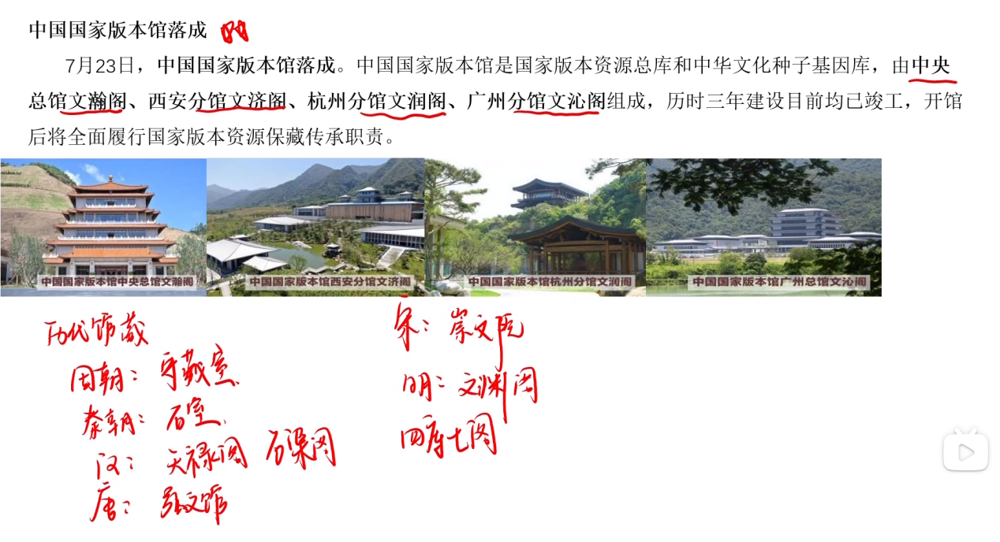 中国国家版本馆落成
7月23日，中国国家版本馆落成。中国国家版本馆是国家版本资源总库和中华文化种子基因库，由中央
总馆文瀚阁、西安分馆文济阁、杭州分馆文润阁、广州分馆文沁阁组成，历时三年建设目前均已竣工，开馆
后将全面履行国家版本资源保藏传承职责。
中国国家版本馆中央总馆文瀚阁
中国国家版本馆西安分馆文济阁
中国国家版本馆杭州分馆文润阁
中国国家版本馆广州总馆文沁阁
历代馆藏
周朝：守藏室
秦朝：石室
汉：天禄阁 石渠阁
唐：弘文馆
宋：崇文院
明：文渊阁
四库七阁